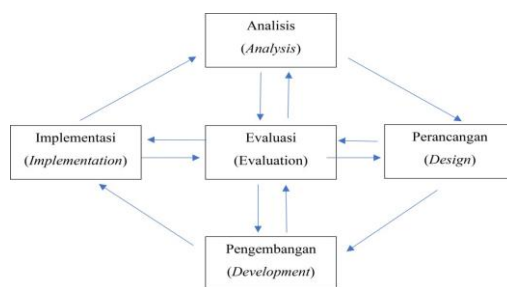 Analisis
(Analysis)
Implementasi
(Implementation)
Evaluasi
(Evaluation)
Perancangan
(Design)
Pengembangan
(Development)